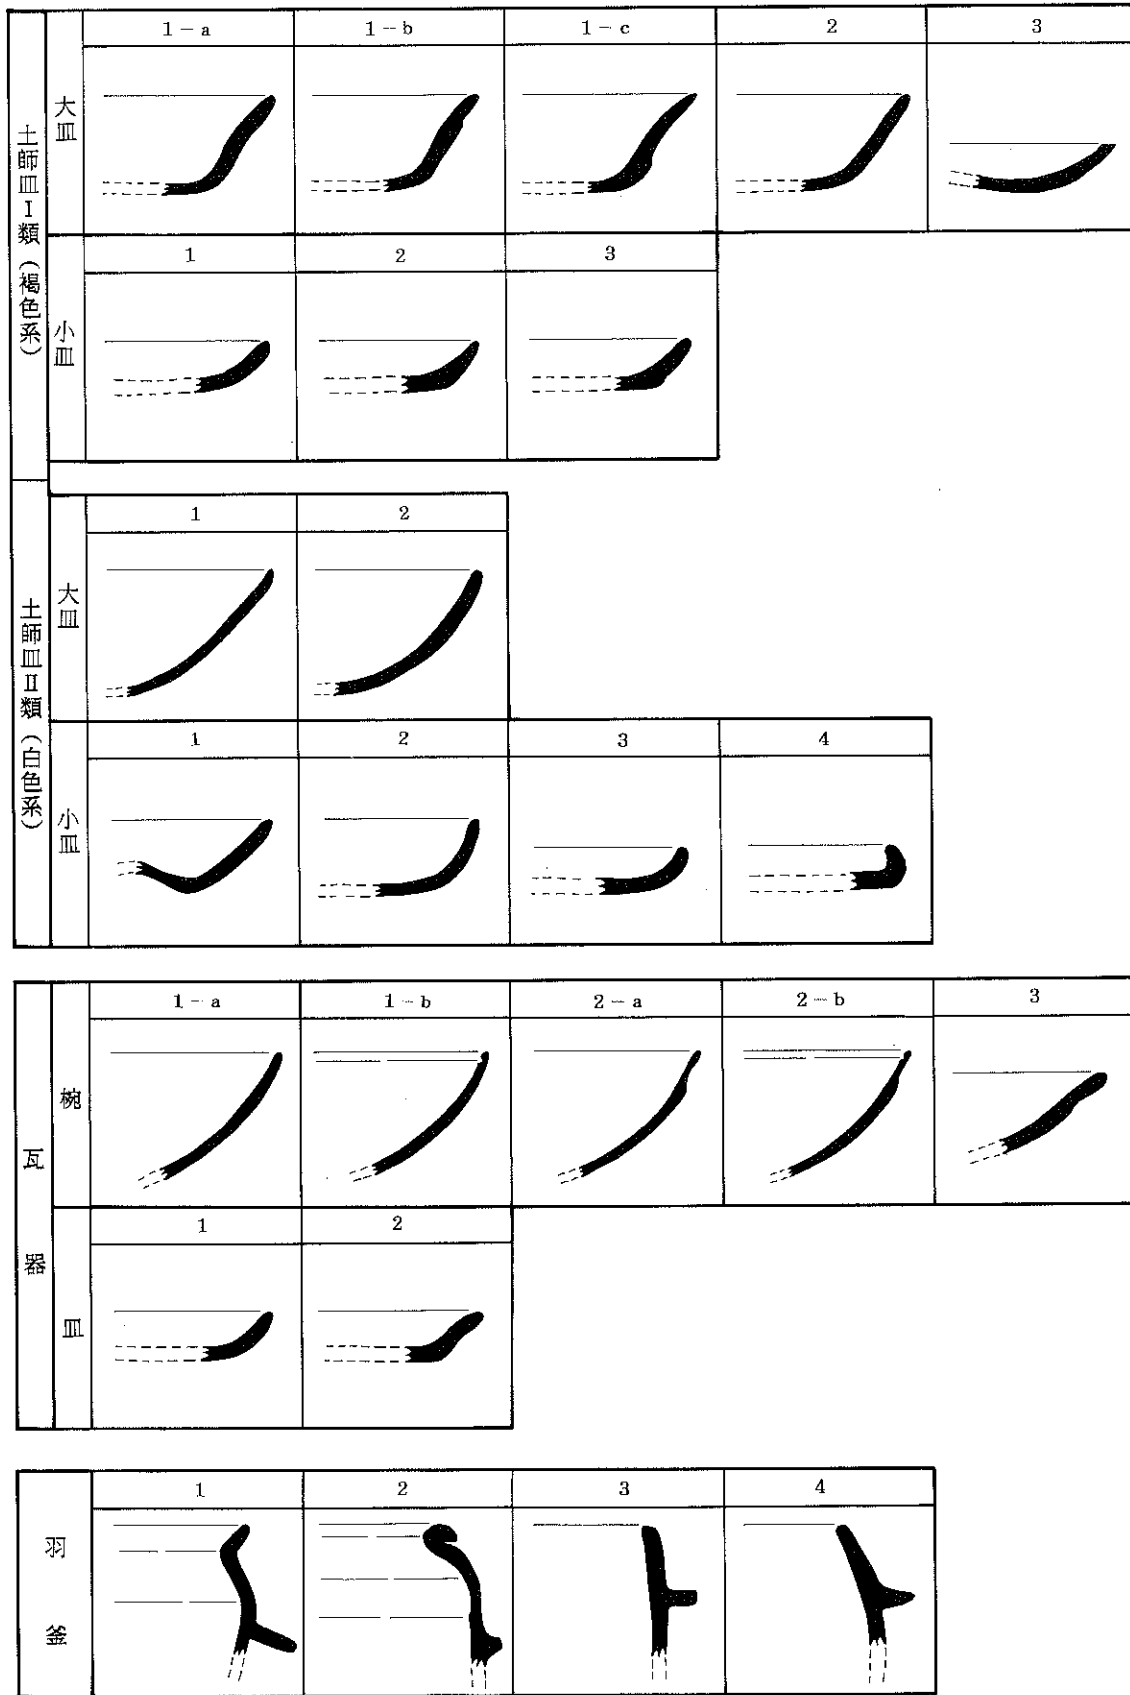 土師皿Ⅰ類（褐色系）
大皿
1-a 1-b 1-c 2 3
小皿
1 2 3
土師皿Ⅱ類（白色系）
大皿
1 2
小皿
1 2 3 4
瓦器
椀
1-a 1-b 2-a 2-b 3
皿
1 2
羽釜
1 2 3 4